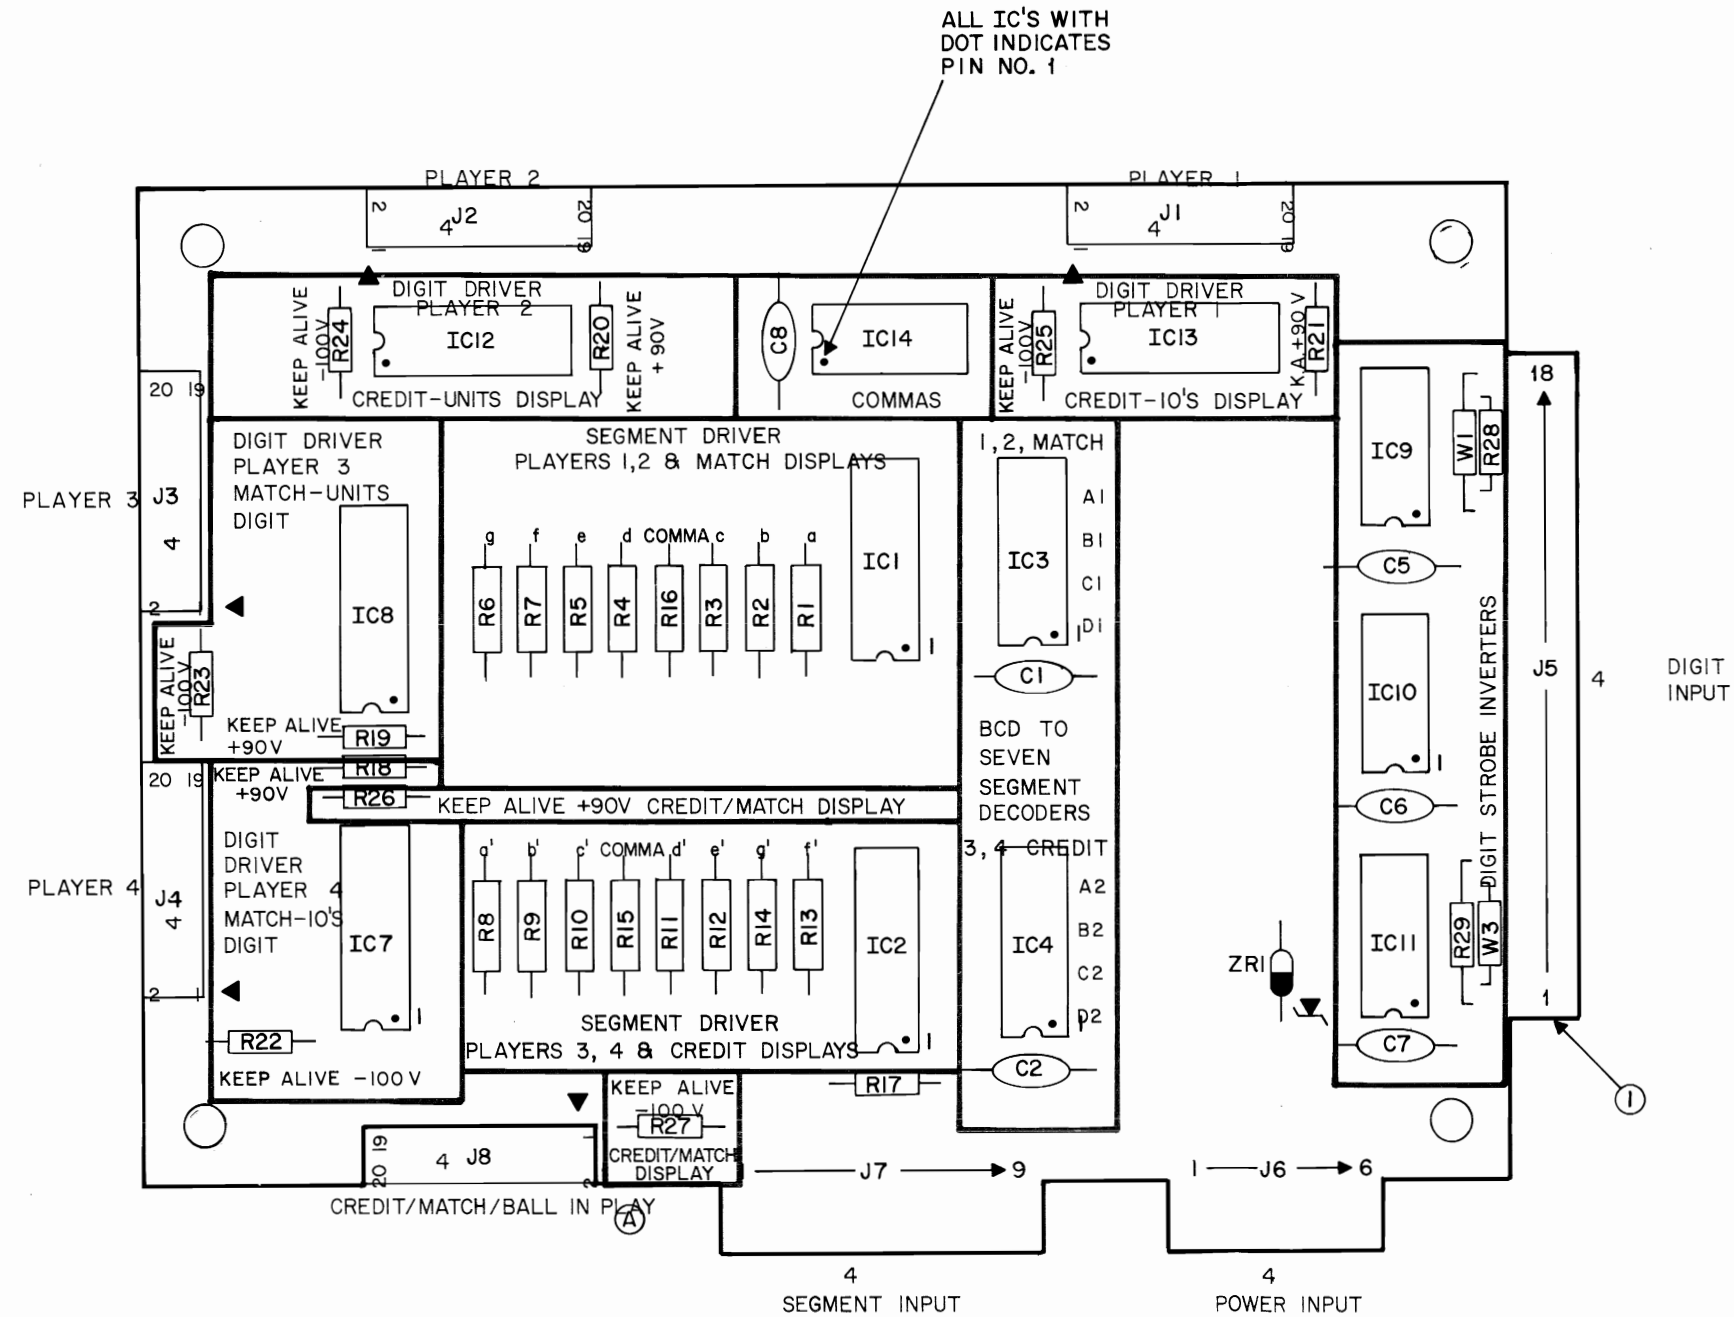 ALL IC'S WITH
DOT INDICATES
PIN NO. 1
PLAYER 2
PLAYER 1
2
J2
4
20
1
19
2
J1
4
20
1
19
KEEP ALIVE
-100V
R24
DIGIT DRIVER
PLAYER 2
IC12
R20
KEEP ALIVE
+90V
CREDIT-UNITS DISPLAY
C8
IC14
COMMAS
KEEP ALIVE
-100V
R25
DIGIT DRIVER
PLAYER 1
IC13
K.A.+90V
R21
CREDIT-10'S DISPLAY
20 19
PLAYER 3
J3
4
2 1
DIGIT DRIVER
PLAYER 3
MATCH-UNITS
DIGIT
IC8
KEEP ALIVE
-100V
R23
KEEP ALIVE
+90V
R19
SEGMENT DRIVER
PLAYERS 1,2 & MATCH DISPLAYS
g f e d COMMA c b a
R6 R7 R5 R4 R16 R3 R2 R1
IC1
1
1,2, MATCH
IC3
A1
B1
C1
D1
1
C1
BCD TO
SEVEN
SEGMENT
DECODERS
3,4 CREDIT
IC4
A2
B2
C2
D2
1
C2
IC9
W1
R28
C5
IC10
1
C6
DIGIT STROBE INVERTERS
IC11
R29
W3
C7
18
J5
1
4
DIGIT
INPUT
1
ZR1
20 19
KEEP ALIVE
+90V
R18
R26
KEEP ALIVE +90V CREDIT/MATCH DISPLAY
PLAYER 4
J4
4
2 1
DIGIT
DRIVER
PLAYER 4
MATCH-10'S
DIGIT
IC7
1
R22
KEEP ALIVE -100V
a' b' c' COMMA d' e' g' f'
R8 R9 R10 R15 R11 R12 R14 R13
IC2
1
SEGMENT DRIVER
PLAYERS 3, 4 & CREDIT DISPLAYS
R17
KEEP ALIVE
-100 V
R27
CREDIT/MATCH
DISPLAY
20 19
4 J8
1
2
CREDIT/MATCH/BALL IN PLAY
A
J7 9
1 J6 6
4
SEGMENT INPUT
4
POWER INPUT